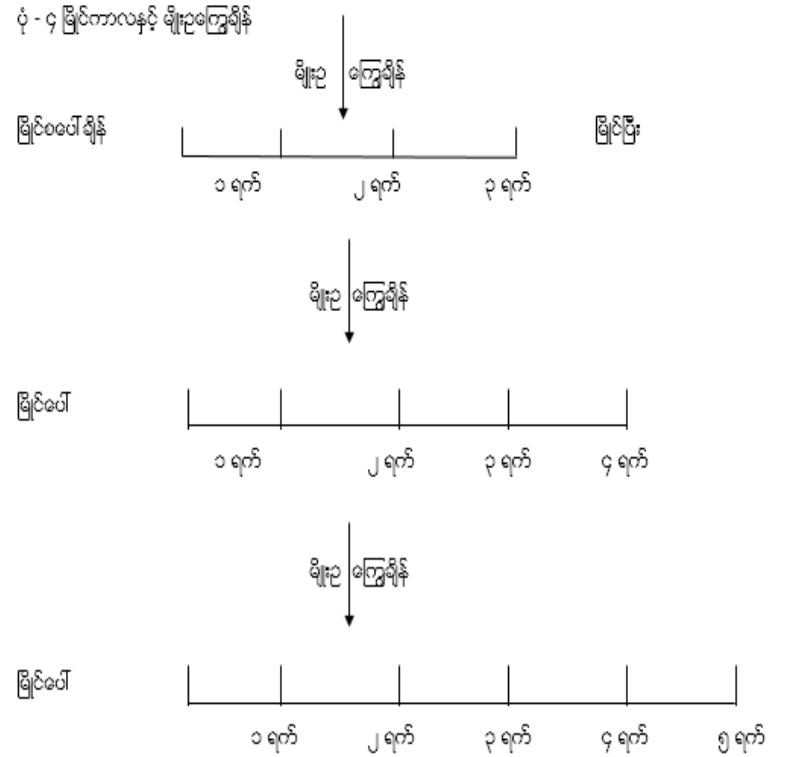 ပုံ - ၄ မြိုင်ကာလနှင့် မျိုးဥကြွေချိန်
မျိုးဥ ကြွေချိန်
မြိုင်စပေါ်ချိန်
မြိုင်ပြီး
၁ ရက် ၂ ရက် ၃ ရက်
မျိုးဥ ကြွေချိန်
မြိုင်ပေါ်
၁ ရက် ၂ ရက် ၃ ရက် ၄ ရက်
မျိုးဥ ကြွေချိန်
မြိုင်ပေါ်
၁ ရက် ၂ ရက် ၃ ရက် ၄ ရက် ၅ ရက်